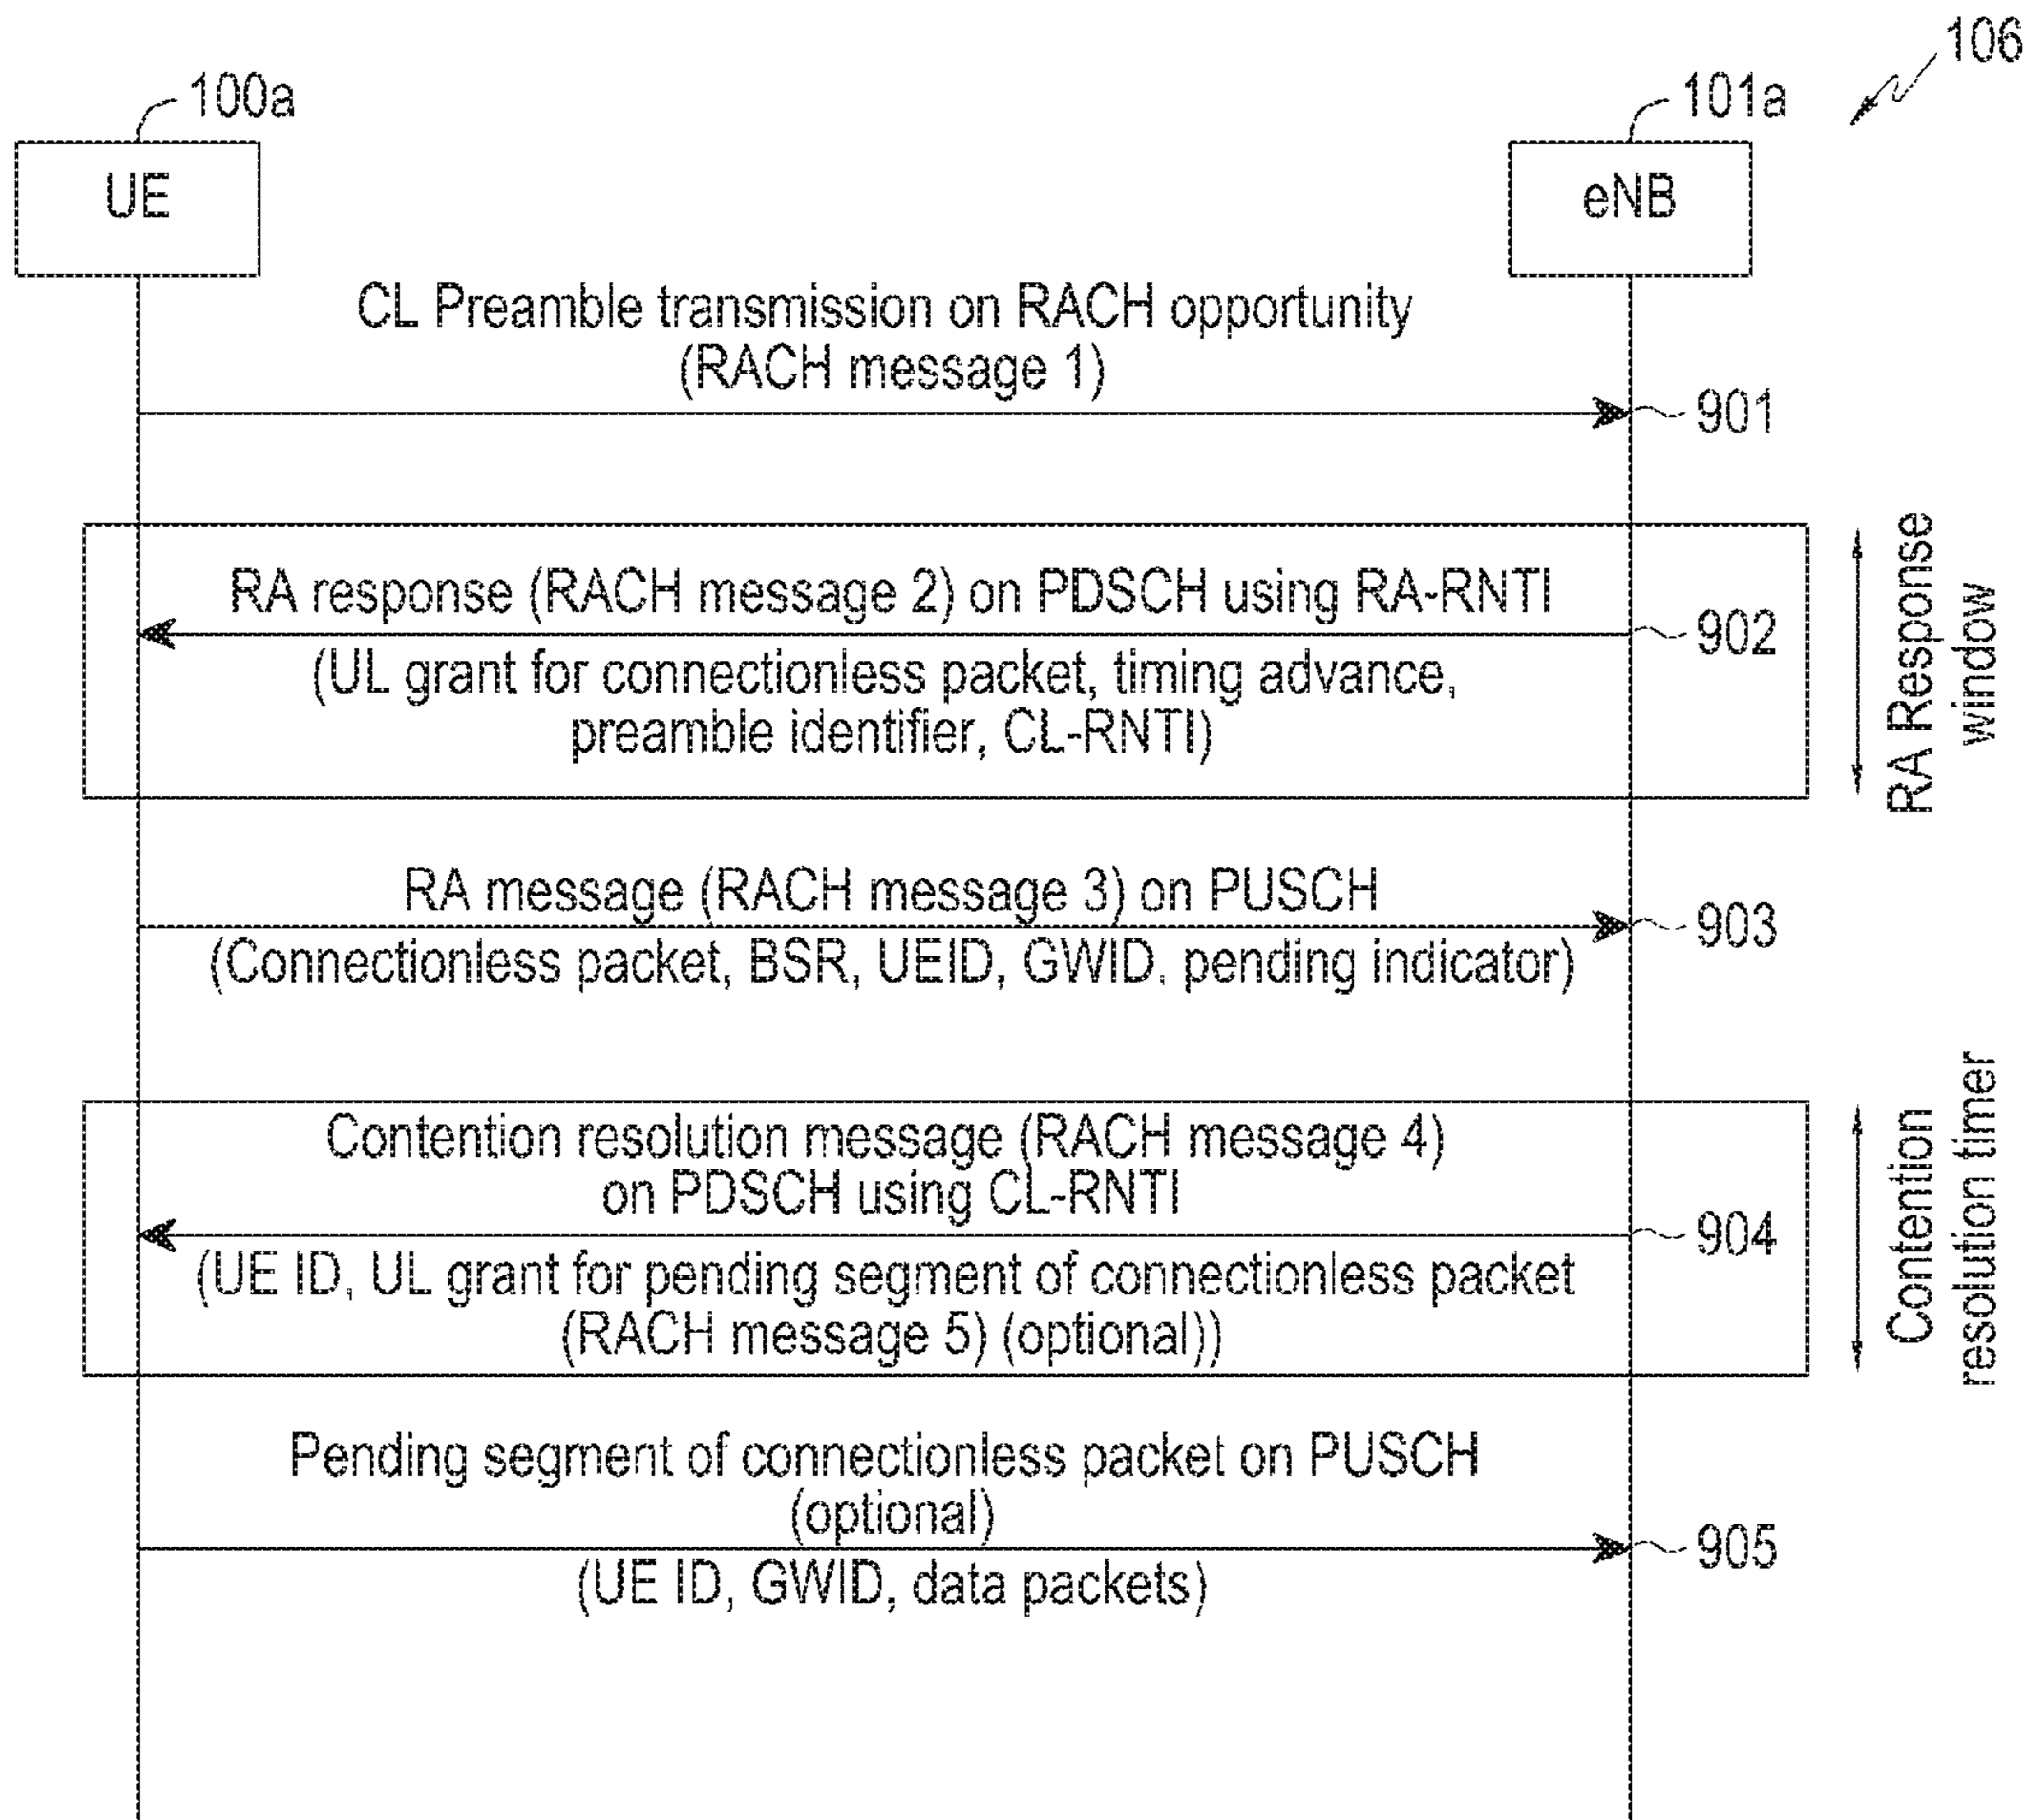 106
100a
101a
UE
eNB
CL Preamble transmission on RACH opportunity
(RACH message 1)
901
RA response (RACH message 2) on PDSCH using RA-RNTI
902
(UL grant for connectionless packet, timing advance,
preamble identifier, CL-RNTI)
RA Response
window
RA message (RACH message 3) on PUSCH
903
(Connectionless packet, BSR, UEID, GWID, pending indicator)
Contention resolution message (RACH message 4)
on PDSCH using CL-RNTI
904
(UE ID, UL grant for pending segment of connectionless packet
(RACH message 5) (optional))
Contention
resolution timer
Pending segment of connectionless packet on PUSCH
(optional)
905
(UE ID, GWID, data packets)